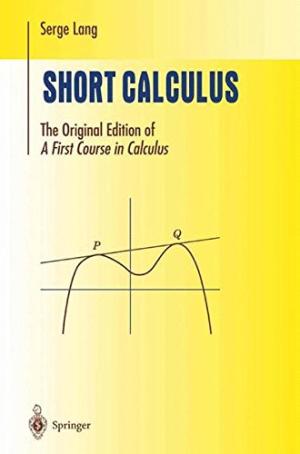 Serge Lang
SHORT CALCULUS
The Original Edition of
A First Course in Calculus
P
Q
Springer